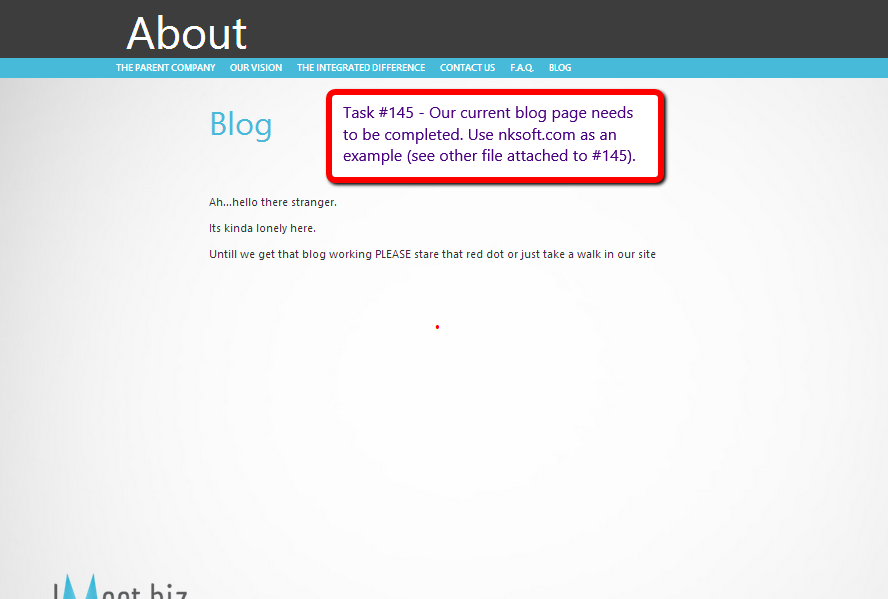 About
THE PARENT COMPANY OUR VISION THE INTEGRATED DIFFERENCE CONTACT US F.A.Q. BLOG
Blog
Task #145 - Our current blog page needs
to be completed. Use nksoft.com as an
example (see other file attached to #145).
Ah...hello there stranger.
Its kinda lonely here.
Untill we get that blog working PLEASE stare that red dot or just take a walk in our site